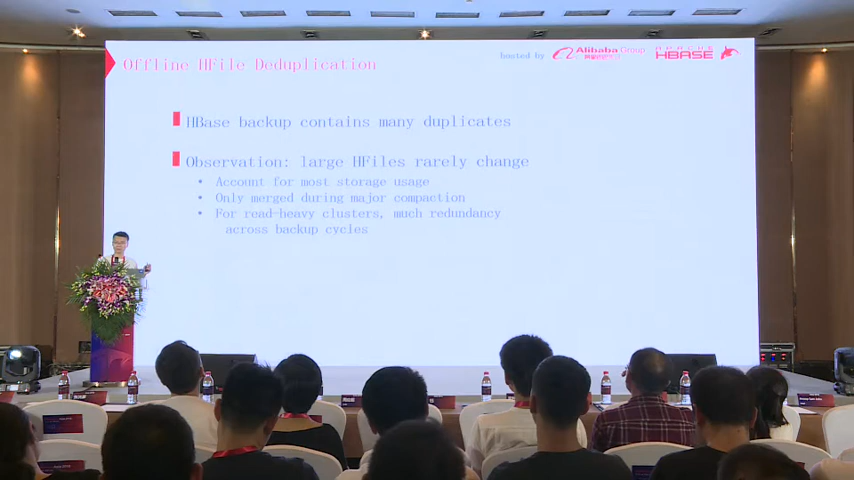 Offline HFile Deduplication
hosted by Alibaba Group
APACHE
HBASE
HBase backup contains many duplicates
Observation: large HFiles rarely change
• Account for most storage usage
• Only merged during major compaction
• For read-heavy clusters, much redundancy
across backup cycles